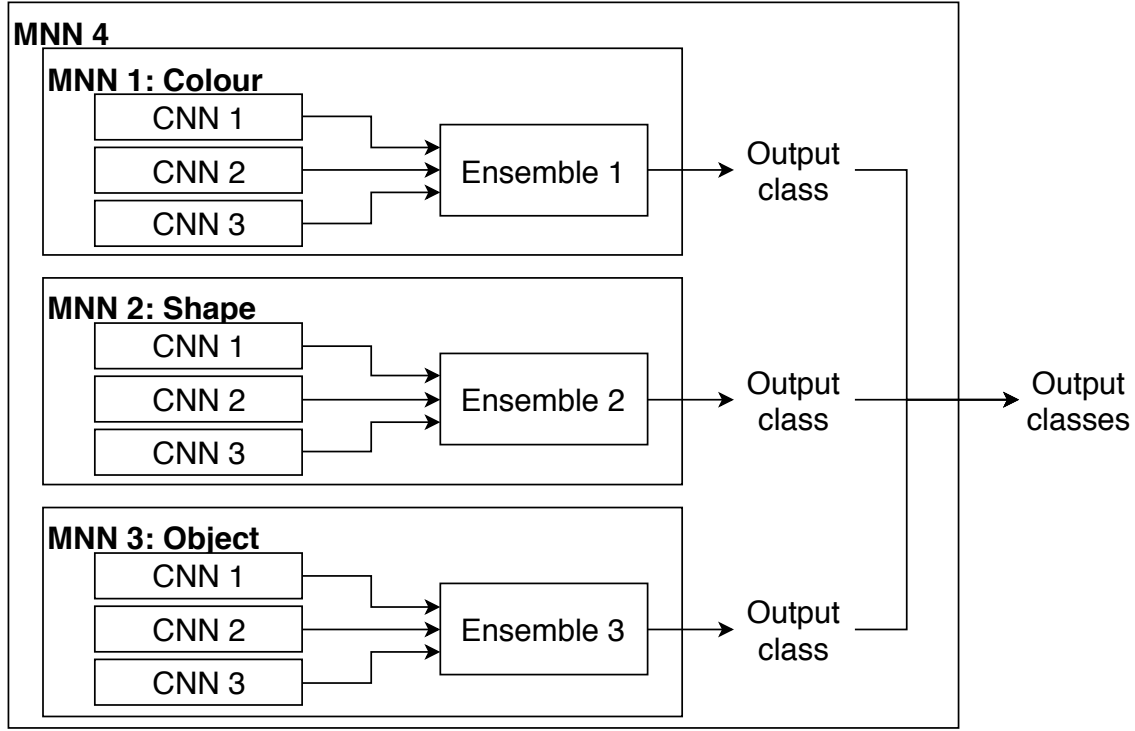 MNN 4
MNN 1: Colour
CNN 1
CNN 2
CNN 3
Ensemble 1
Output
class
MNN 2: Shape
CNN 1
CNN 2
CNN 3
Ensemble 2
Output
class
MNN 3: Object
CNN 1
CNN 2
CNN 3
Ensemble 3
Output
class
Output
classes